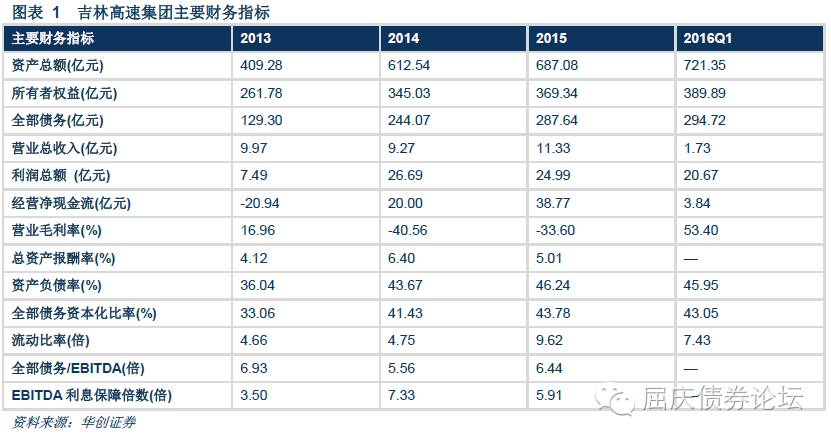 图表 1 吉林高速集团主要财务指标
主要财务指标 2013 2014 2015 2016Q1
资产总额(亿元) 409.28 612.54 687.08 721.35
所有者权益(亿元) 261.78 345.03 369.34 389.89
全部债务(亿元) 129.30 244.07 287.64 294.72
营业总收入(亿元) 9.97 9.27 11.33 1.73
利润总额 (亿元) 7.49 26.69 24.99 20.67
经营净现金流(亿元) -20.94 20.00 38.77 3.84
营业毛利率(%) 16.96 -40.56 -33.60 53.40
总资产报酬率(%) 4.12 6.40 5.01 —
资产负债率(%) 36.04 43.67 46.24 45.95
全部债务资本化比率(%) 33.06 41.43 43.78 43.05
流动比率(倍) 4.66 4.75 9.62 7.43
全部债务/EBITDA(倍) 6.93 5.56 6.44 —
EBITDA 利息保障倍数(倍) 3.50 7.33 5.91 —
屈庆债券论坛
资料来源：华创证券